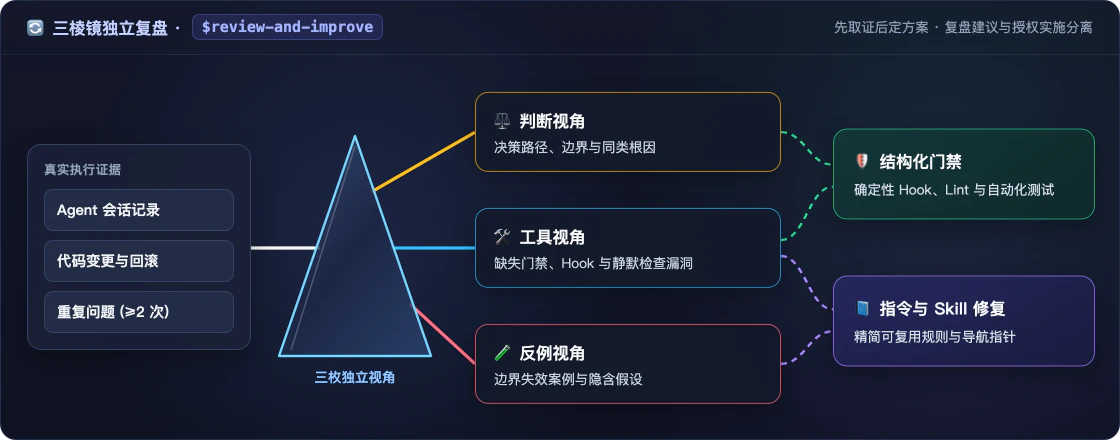 三棱镜独立复盘 · $review-and-improve
先取证后定方案 · 复盘建议与授权实施分离
真实执行证据
Agent 会话记录
代码变更与回滚
重复问题 (≥2 次)
三枚独立视角
判断视角
决策路径、边界与同类根因
工具视角
缺失门禁、Hook 与静默检查漏洞
反例视角
边界失效案例与隐含假设
结构化门禁
确定性 Hook、Lint 与自动化测试
指令与 Skill 修复
精简可复用规则与导航指针